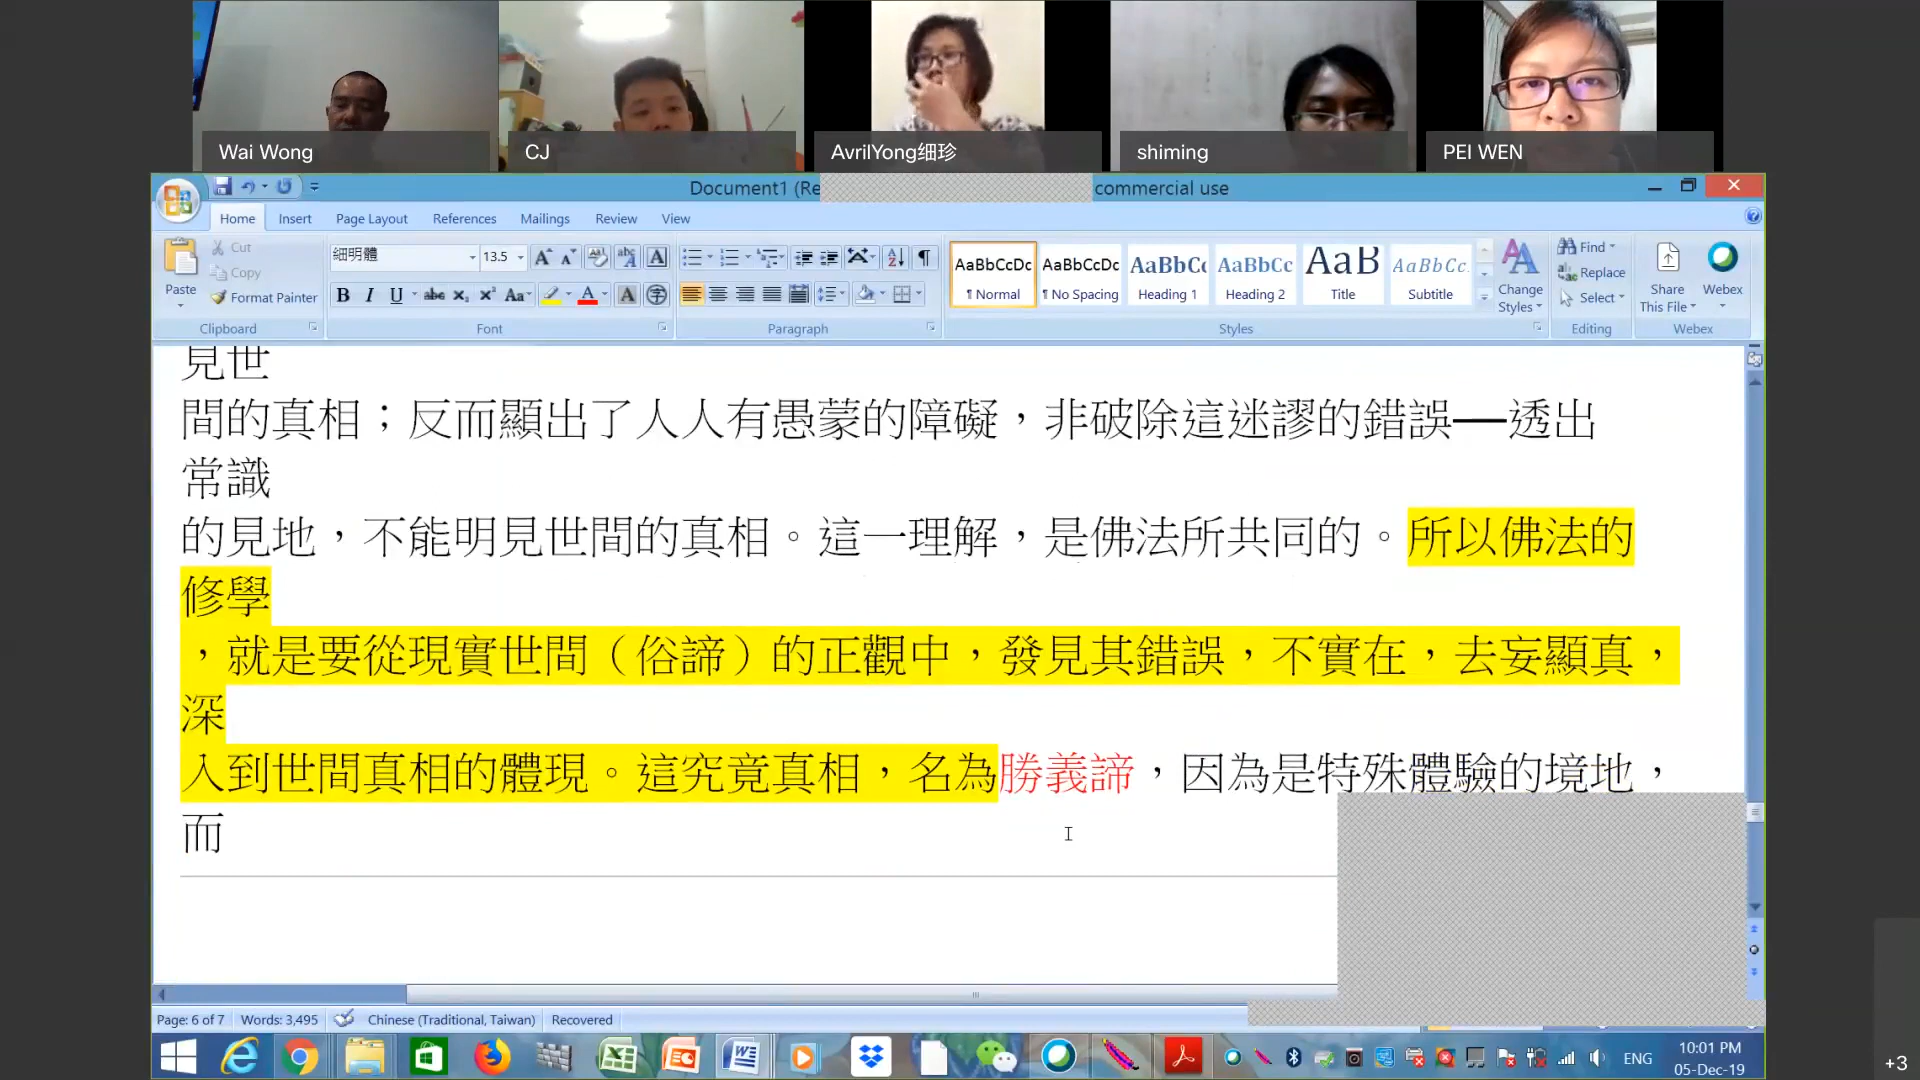 Wai Wong
CJ
AvrilYong细珍
shiming
PEI WEN
Document1 (Re
commercial use
Home Insert Page Layout References Mailings Review View
Cut
Copy
Format Painter
Paste
Clipboard
細明體 13.5
Font
Paragraph
AaBbCcDc AaBbCcDc AaBbCc AaBbCc AaB AaBbCc.
¶ Normal ¶ No Spacing Heading 1 Heading 2 Title Subtitle
Change
Styles
Styles
Find
Replace
Select
Editing
Share
This File
Webex
Webex
見世
間的真相；反而顯出了人人有愚蒙的障礙，非破除這迷謬的錯誤──透出
常識
的見地，不能明見世間的真相。這一理解，是佛法所共同的。所以佛法的
修學
，就是要從現實世間（俗諦）的正觀中，發見其錯誤，不實在，去妄顯真，
深
入到世間真相的體現。這究竟真相，名為勝義諦，因為是特殊體驗的境地，
而
Page: 6 of 7 Words: 3,495 Chinese (Traditional, Taiwan) Recovered
ENG
10:01 PM
05-Dec-19
+3